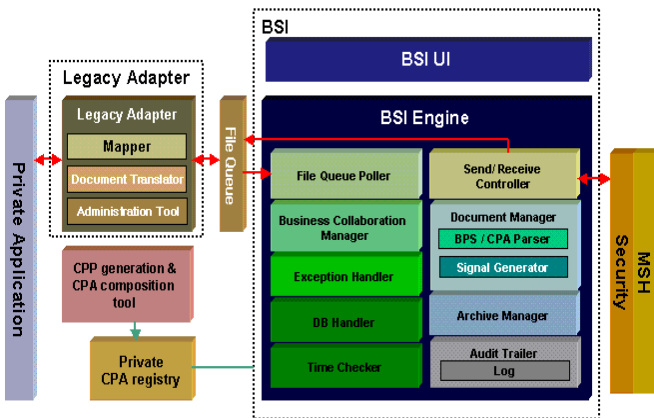 BSI
BSI UI
Legacy Adapter
Private Application
Legacy Adapter
Mapper
Document Translator
Administration Tool
File Queue
BSI Engine
File Queue Poller
Business Collaboration
Manager
Exception Handler
DB Handler
Time Checker
Send/ Receive
Controller
Document Manager
BPS / CPA Parser
Signal Generator
Archive Manager
Audit Trailer
Log
Security
MSH
CPP generation &
CPA composition
tool
Private
CPA registry